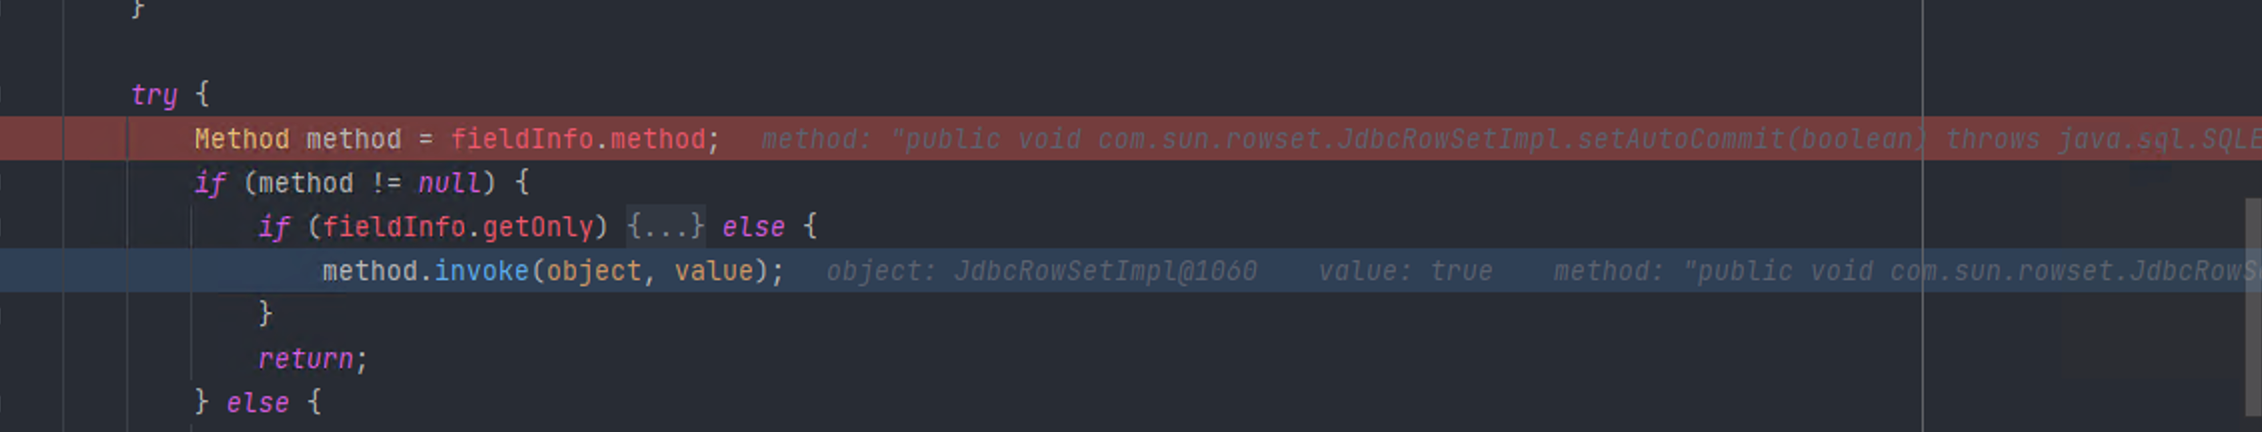 }
try {
Method method = fieldInfo.method;   method: "public void com.sun.rowset.JdbcRowSetImpl.setAutoCommit(boolean) throws java.sql.SQLE
if (method != null) {
if (fieldInfo.getOnly) {...} else {
method.invoke(object, value);   object: JdbcRowSetImpl@1060   value: true   method: "public void com.sun.rowset.JdbcRowS
}
return;
} else {